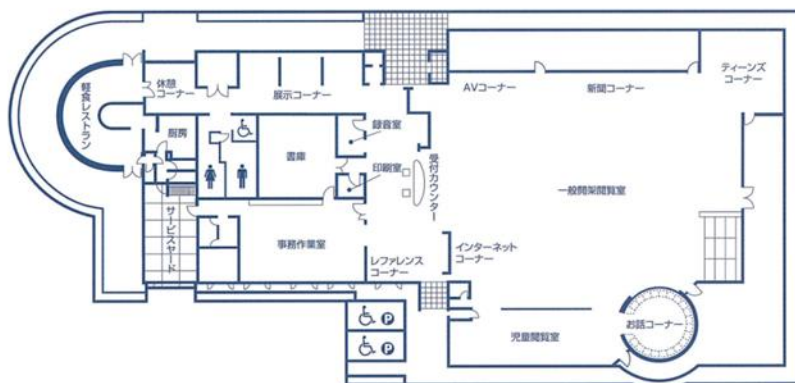 軽食レストラン
休憩
コーナー
展示コーナー
AVコーナー
新聞コーナー
ティーンズ
コーナー
厨房
書庫
録音室
印刷室
受付カウンター
一般開架閲覧室
サービスヤード
事務作業室
レファレンス
コーナー
インターネット
コーナー
児童閲覧室
お話コーナー
P
P